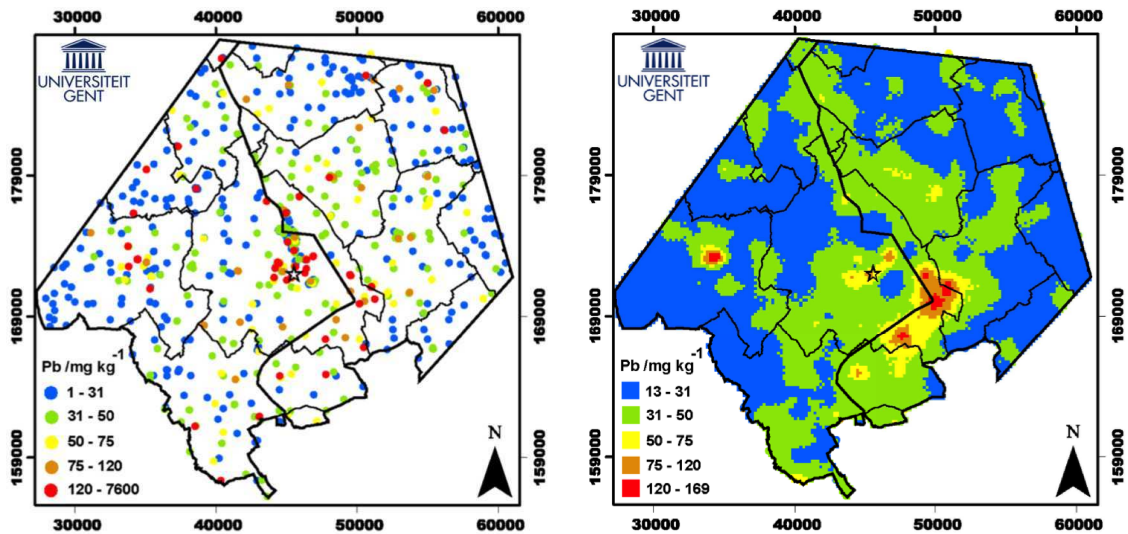 30000 40000 50000 60000
UNIVERSITEIT
GENT
179000
169000
159000
179000
169000
159000
Pb /mg kg-1
1 - 31
31 - 50
50 - 75
75 - 120
120 - 7600
N
30000 40000 50000 60000
30000 40000 50000 60000
UNIVERSITEIT
GENT
179000
169000
159000
179000
169000
159000
Pb /mg kg-1
13 - 31
31 - 50
50 - 75
75 - 120
120 - 169
N
30000 40000 50000 60000